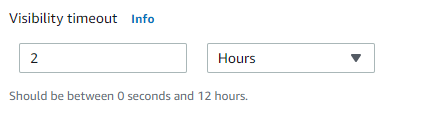 Visibility timeout Info
2 Hours
Should be between 0 seconds and 12 hours.